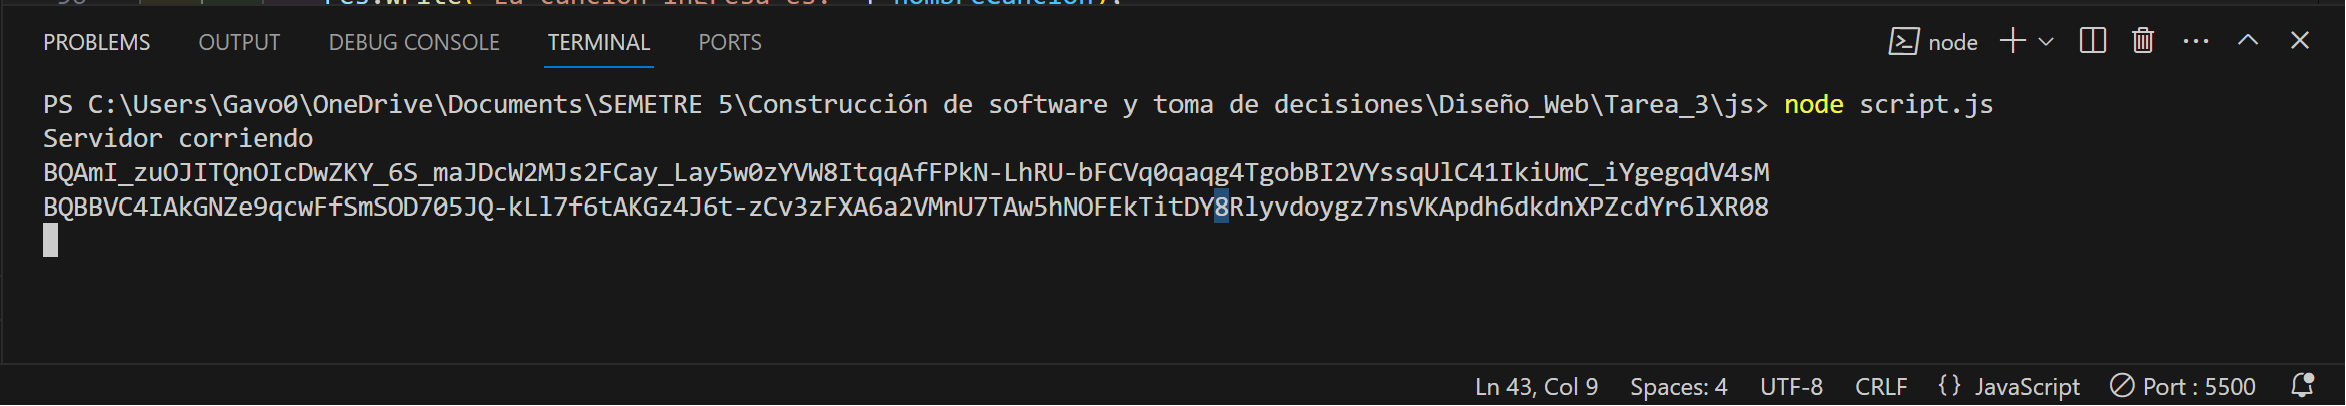 PROBLEMS OUTPUT DEBUG CONSOLE TERMINAL PORTS node
PS C:\Users\Gavo0\OneDrive\Documents\SEMETRE 5\Construcción de software y toma de decisiones\Diseño_Web\Tarea_3\js> node script.js
Servidor corriendo
BQAmI_zuOJITQnOIcDwZKY_6S_maJDcW2MJs2FCay_Lay5w0zYVW8ItqqAfFPkN-LhRU-bFCVq0qaqg4TgobBI2VYssqUlC41IkiUmC_iYgegqdV4sM
BQBBVC4IAkGNZe9qcwFfSmSOD705JQ-kLl7f6tAKGz4J6t-zCv3zFXA6a2VMnU7TAw5hNOFEkTitDY8Rlyvdoygz7nsVKApdh6dkdnXPZcdYr6lXR08
Ln 43, Col 9 Spaces: 4 UTF-8 CRLF {} JavaScript Port : 5500